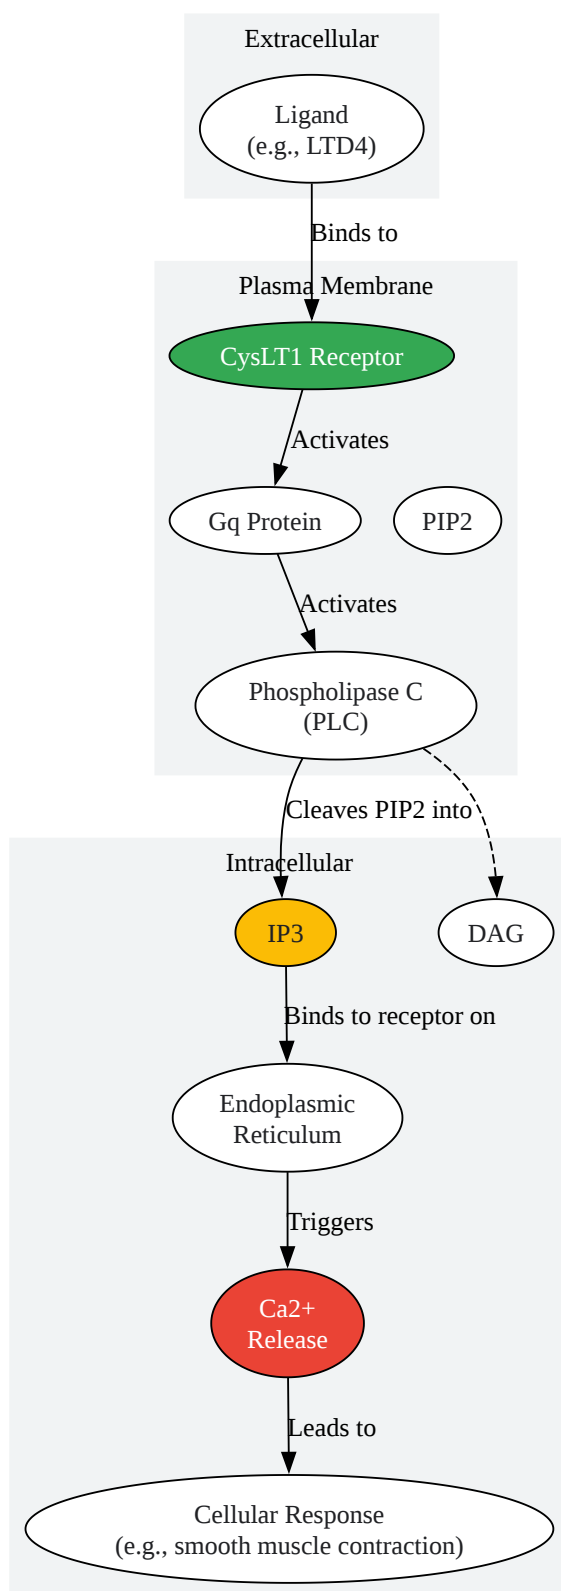 Extracellular
Ligand
(e.g., LTD4)
Binds to
Plasma Membrane
CysLT1 Receptor
Activates
Gq Protein
PIP2
Activates
Phospholipase C
(PLC)
Cleaves PIP2 into
Intracellular
IP3
DAG
Binds to receptor on
Endoplasmic
Reticulum
Triggers
Ca2+
Release
Leads to
Cellular Response
(e.g., smooth muscle contraction)